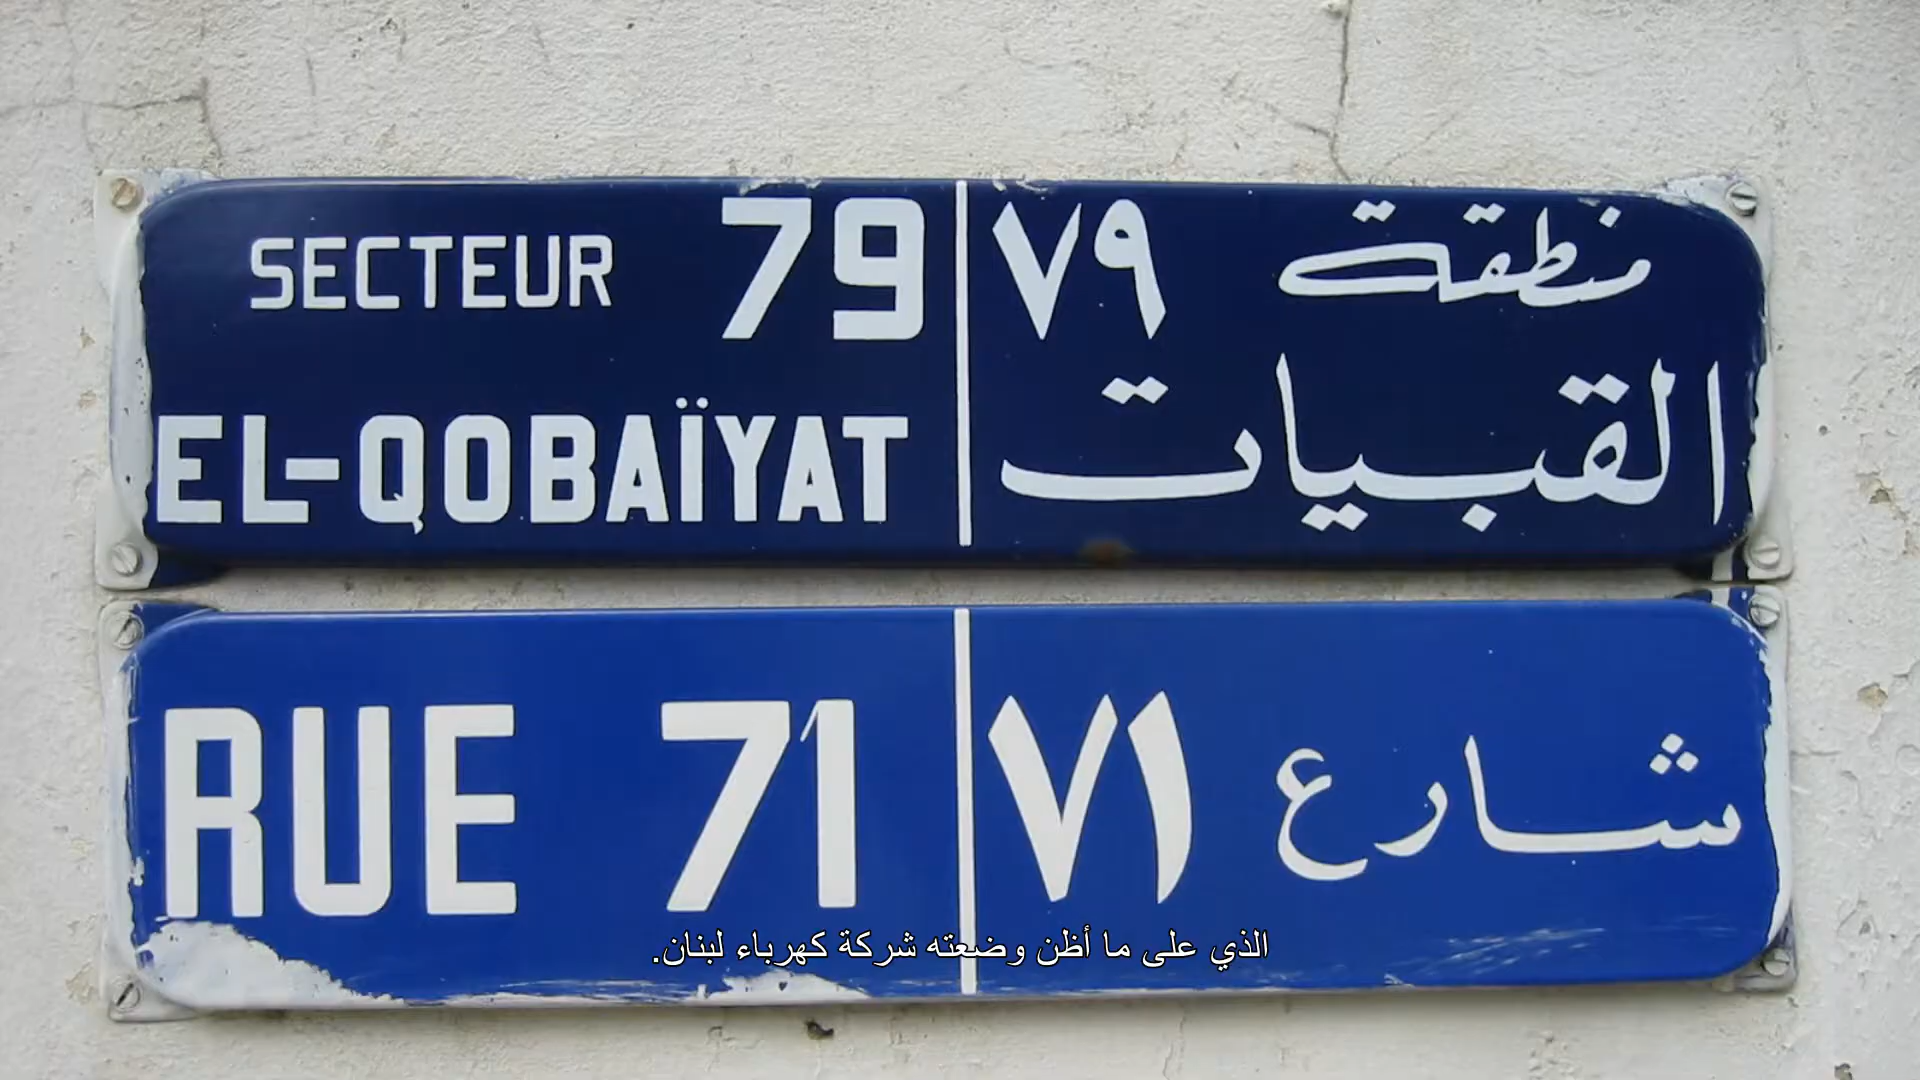 SECTEUR 79
EL-QOBAÏYAT
منطقة ٧٩
القبيات
RUE 71
شارع ٧١
الذي على ما أظن وضعته شركة كهرباء لبنان.